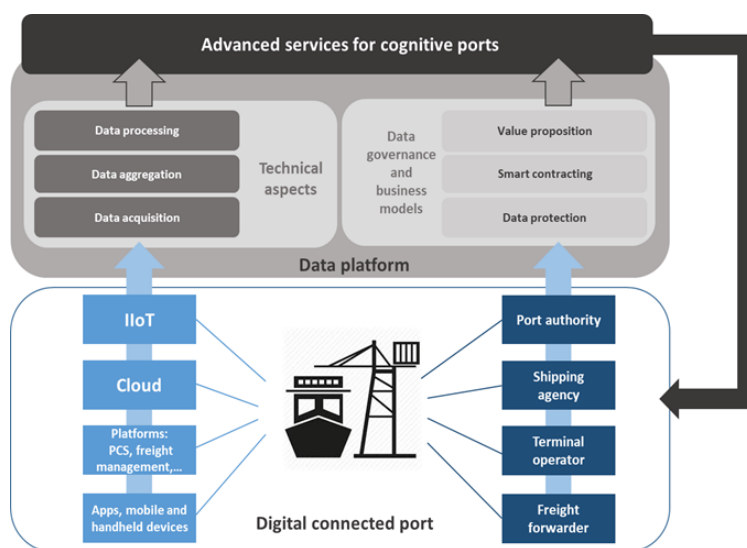 Advanced services for cognitive ports
Data processing
Data aggregation
Data acquisition
Technical
aspects
Data
governance
and
business
models
Value proposition
Smart contracting
Data protection
Data platform
IIoT
Cloud
Platforms:
PCS, freight
management,...
Apps, mobile and
handheld devices
Port authority
Shipping
agency
Terminal
operator
Freight
forwarder
Digital connected port